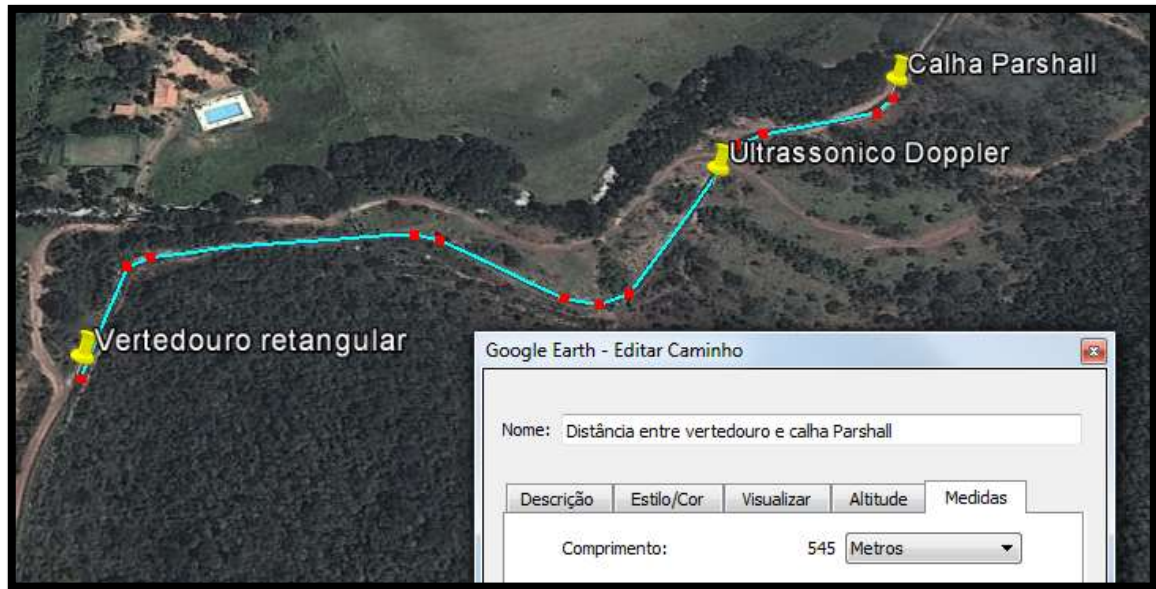 Calha Parshall
Ultrassonico Doppler
Vertedouro retangular
Google Earth - Editar Caminho
Nome: Distância entre vertedouro e calha Parshall
Descrição Estilo/Cor Visualizar Altitude Medidas
Comprimento: 545 Metros